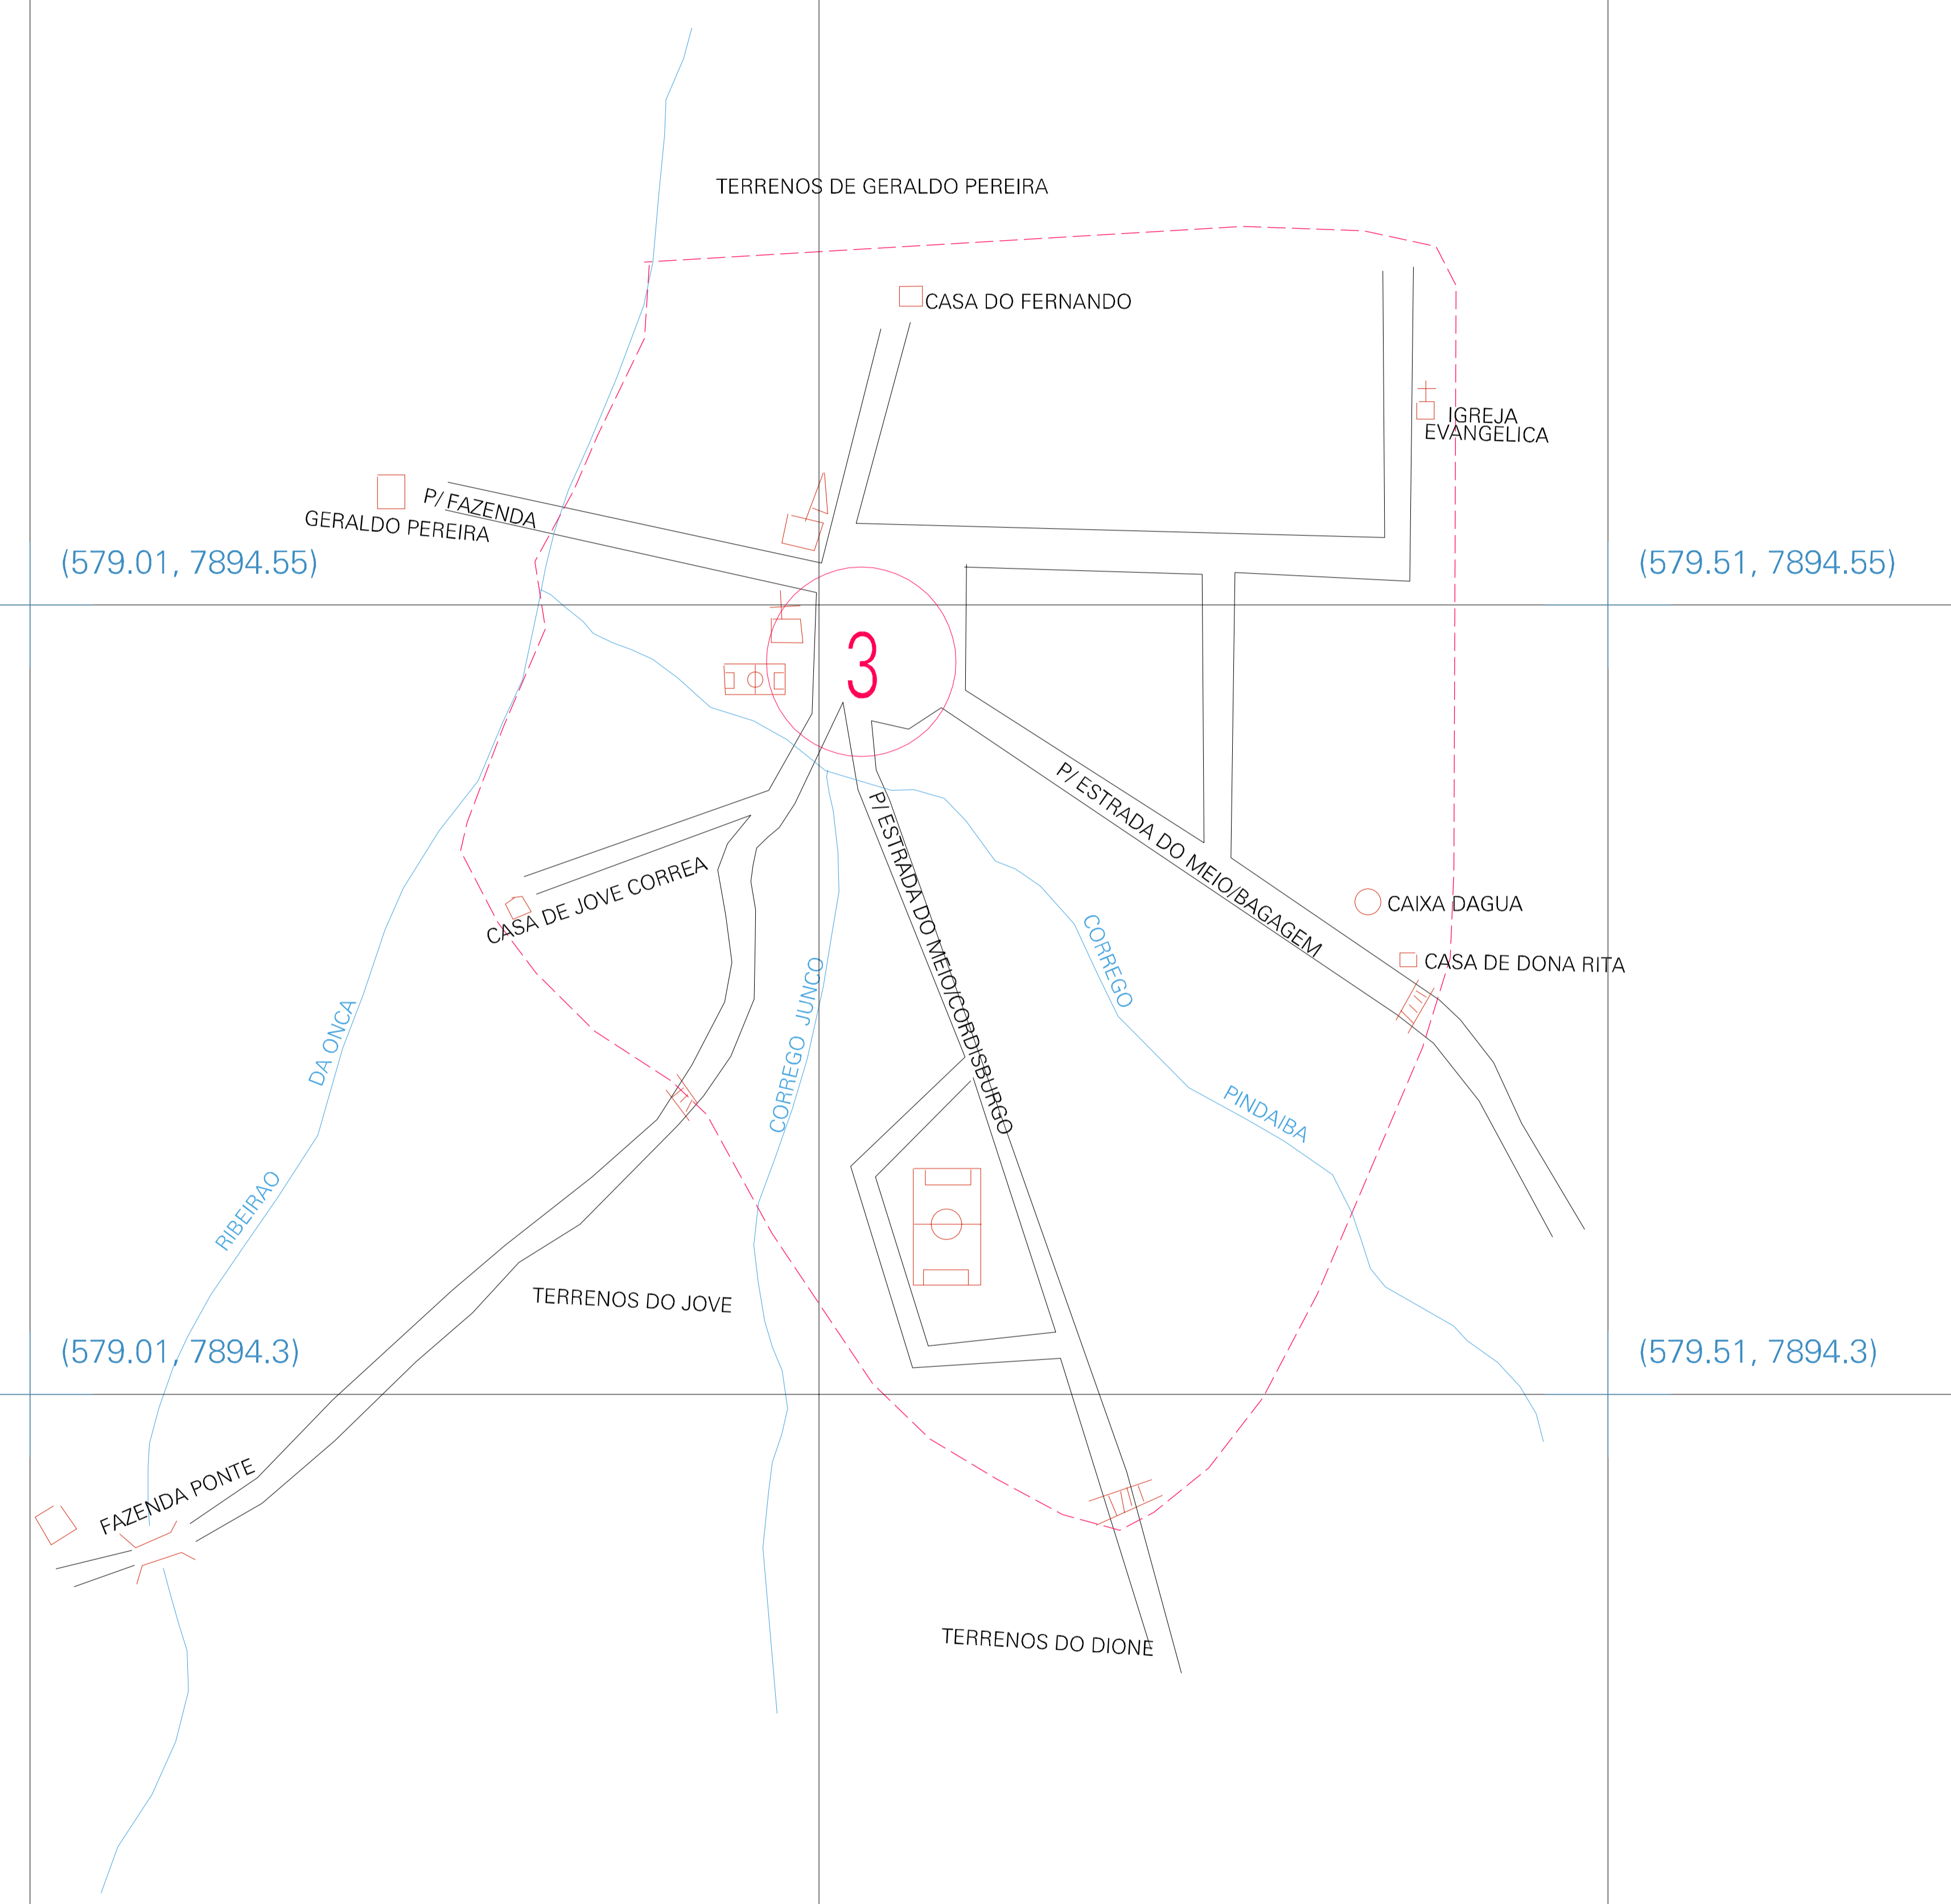 TERRENOS DE GERALDO PEREIRA
CASA DO FERNANDO
IGREJA
EVANGELICA
P/ FAZENDA
GERALDO PEREIRA
(579.01, 7894.55)
(579.51, 7894.55)
3
P/ ESTRADA DO MEIO/BAGAGEM
P/ ESTRADA DO MEIO/CORDISBURGO
CASA DE JOVE CORREA
CAIXA DAGUA
CASA DE DONA RITA
CORREGO
PINDAIBA
CORREGO JUNCO
DA ONCA
RIBEIRAO
TERRENOS DO JOVE
(579.01, 7894.3)
(579.51, 7894.3)
FAZENDA PONTE
TERRENOS DO DIONE